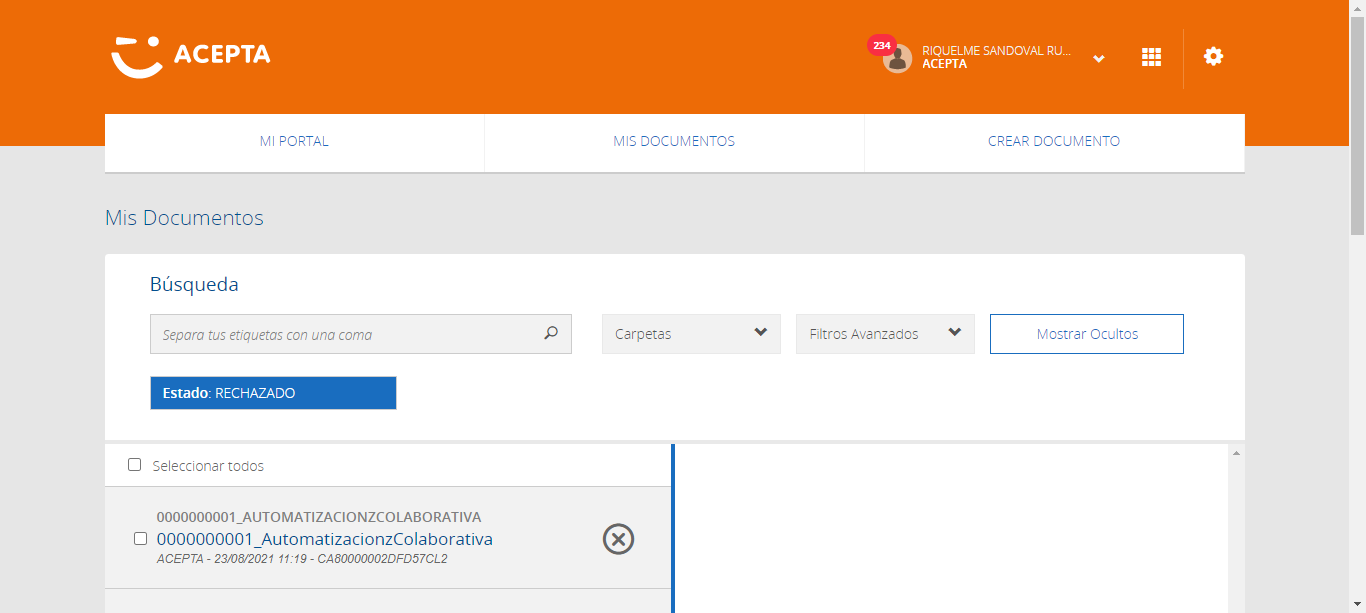 ACEPTA
234
RIQUELME SANDOVAL RU...
ACEPTA
MI PORTAL
MIS DOCUMENTOS
CREAR DOCUMENTO
Mis Documentos
Búsqueda
Separa tus etiquetas con una coma
Carpetas
Filtros Avanzados
Mostrar Ocultos
Estado: RECHAZADO
Seleccionar todos
0000000001_AUTOMATIZACIONZCOLABORATIVA
0000000001_AutomatizacionzColaborativa
ACEPTA - 23/08/2021 11:19 - CA80000002DFD57CL2